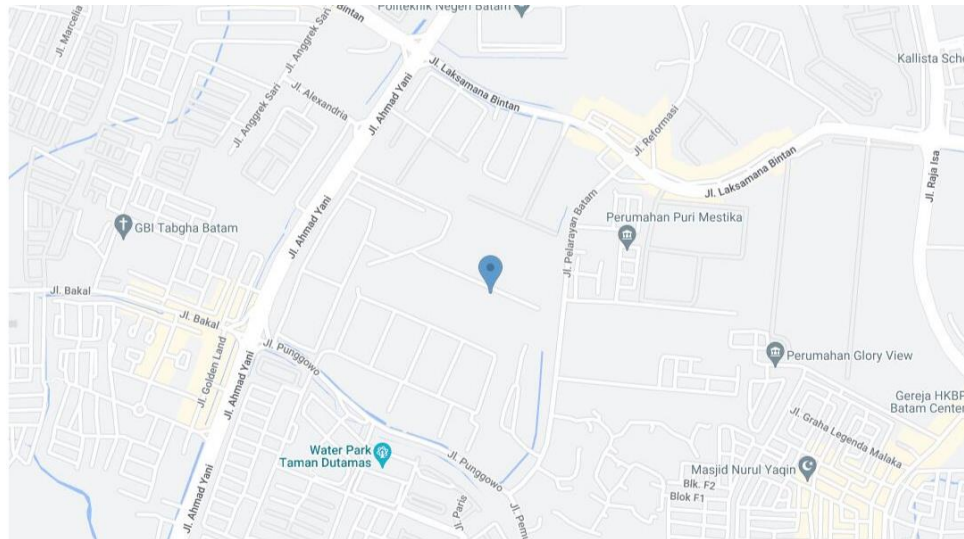 Politeknik Negeri Batam
Bintan
Jl. Marcelia
Jl. Anggrek Sari
Jl. Anggrek Sari
Jl. Alexandria
Jl. Ahmad Yani
Jl. Laksamana Bintan
Kallista Scho
Jl. Reformasi
Jl. Laksamana Bintan
Jl. Raja Isa
GBI Tabgha Batam
Jl. Ahmad Yani
Jl. Pelarayan Batam
Perumahan Puri Mestika
Jl. Bakal
Jl. Bakal
Jl. Golden Land
Jl. Ahmad Yani
Jl. Punggowo
Perumahan Glory View
Gereja HKBP
Batam Center
Jl. Graha Legenda Malaka
Water Park
Taman Dutamas
Jl. Punggowo
Masjid Nurul Yaqin
Blk. F2
Blok F1
Jl. Ahmad Yani
Jl. Paris
Jl. Pemu